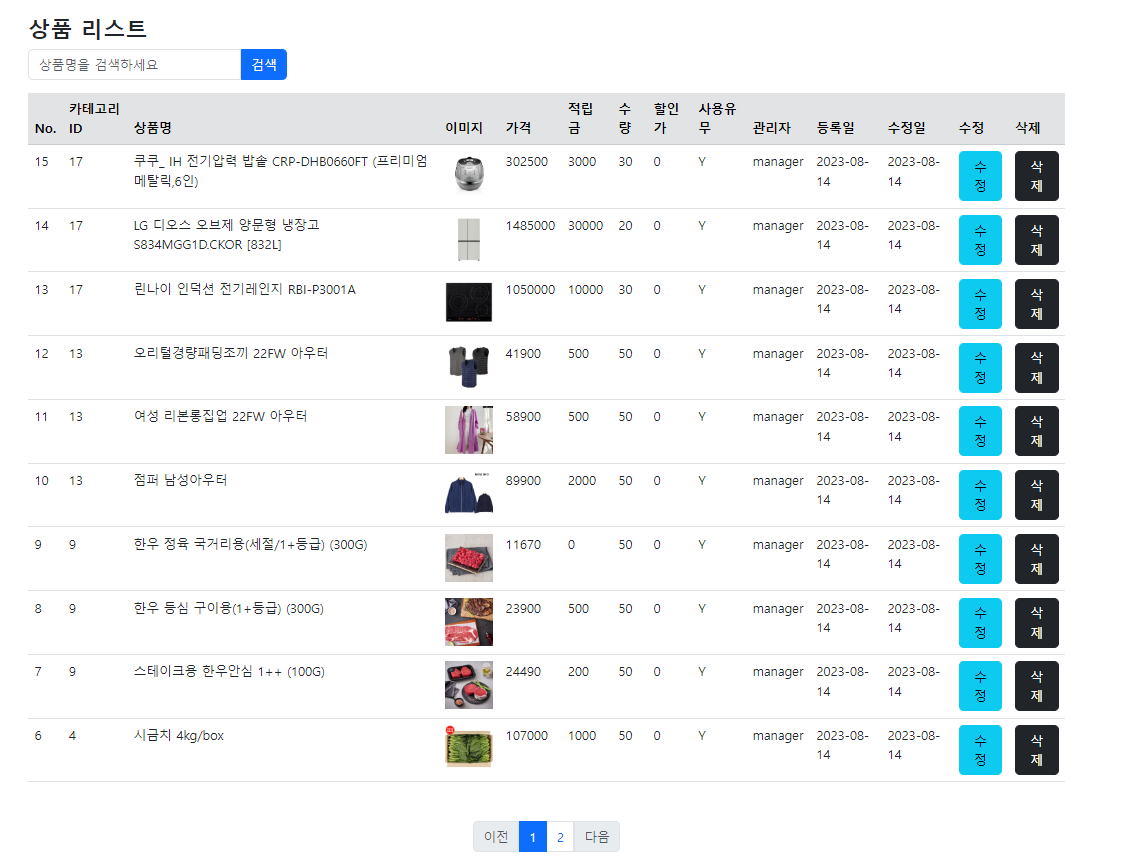 상품 리스트
상품명을 검색하세요 검색
No. 카테고리 ID 상품명 이미지 가격 적립금 수량 할인가 사용유무 관리자 등록일 수정일 수정 삭제
15 17 쿠쿠_ IH 전기압력 밥솥 CRP-DHB0660FT (프리미엄 메탈릭,6인) 302500 3000 30 0 Y manager 2023-08-14 2023-08-14 수정 삭제
14 17 LG 디오스 오브제 양문형 냉장고 S834MGG1D.CKOR [832L] 1485000 30000 20 0 Y manager 2023-08-14 2023-08-14 수정 삭제
13 17 린나이 인덕션 전기레인지 RBI-P3001A 1050000 10000 30 0 Y manager 2023-08-14 2023-08-14 수정 삭제
12 13 오리털경량패딩조끼 22FW 아우터 41900 500 50 0 Y manager 2023-08-14 2023-08-14 수정 삭제
11 13 여성 리본롱집업 22FW 아우터 58900 500 50 0 Y manager 2023-08-14 2023-08-14 수정 삭제
10 13 점퍼 남성아우터 89900 2000 50 0 Y manager 2023-08-14 2023-08-14 수정 삭제
9 9 한우 정육 국거리용(세절/1+등급) (300G) 11670 0 50 0 Y manager 2023-08-14 2023-08-14 수정 삭제
8 9 한우 등심 구이용(1+등급) (300G) 23900 500 50 0 Y manager 2023-08-14 2023-08-14 수정 삭제
7 9 스테이크용 한우안심 1++ (100G) 24490 200 50 0 Y manager 2023-08-14 2023-08-14 수정 삭제
6 4 시금치 4kg/box 107000 1000 50 0 Y manager 2023-08-14 2023-08-14 수정 삭제
이전 1 2 다음